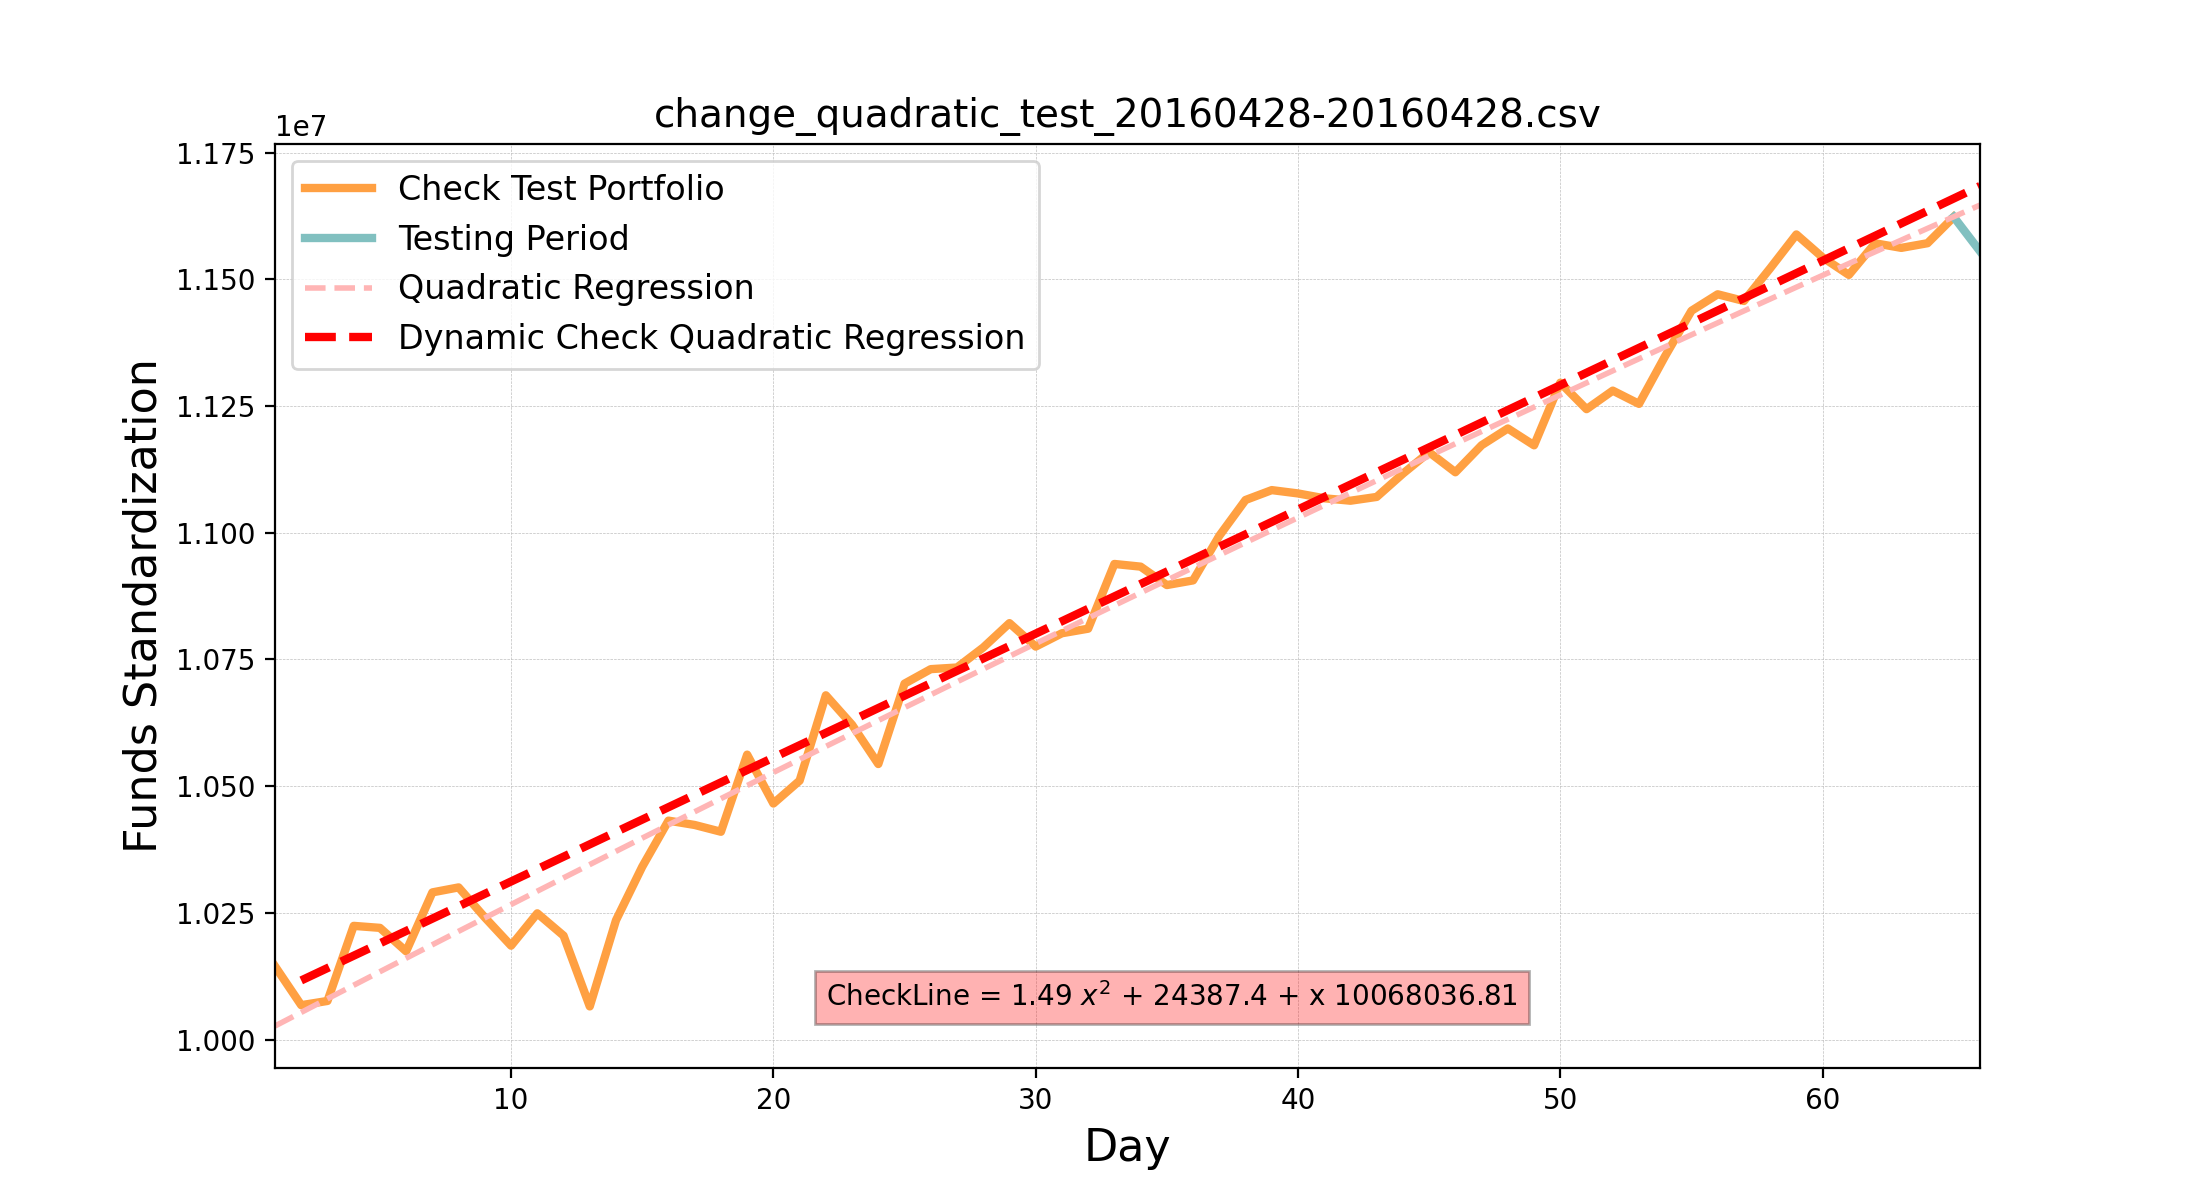 change_quadratic_test_20160428-20160428.csv
1e7
1.175
1.150
1.125
1.100
1.075
1.050
1.025
1.000
Funds Standardization
Check Test Portfolio
Testing Period
Quadratic Regression
Dynamic Check Quadratic Regression
CheckLine = 1.49 x² + 24387.4 + x 10068036.81
10 20 30 40 50 60
Day